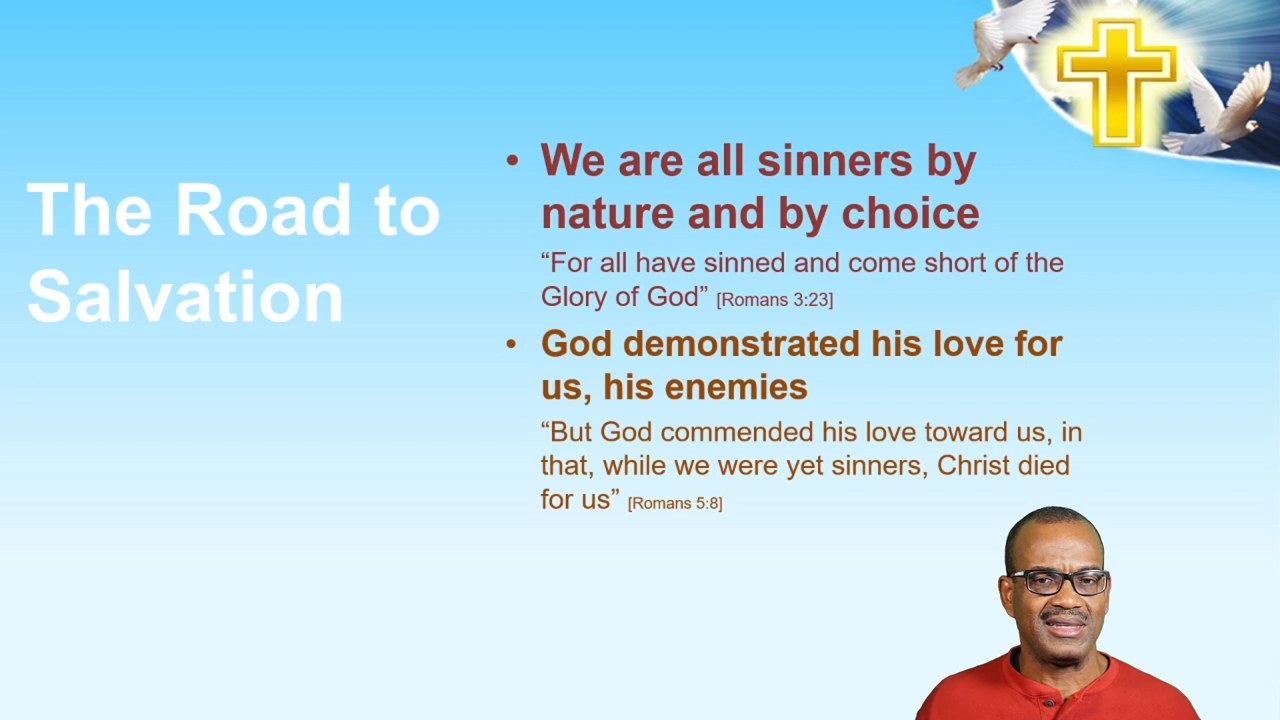 The Road to
Salvation
• We are all sinners by
nature and by choice
“For all have sinned and come short of the
Glory of God” [Romans 3:23]
• God demonstrated his love for
us, his enemies
“But God commended his love toward us, in
that, while we were yet sinners, Christ died
for us” [Romans 5:8]